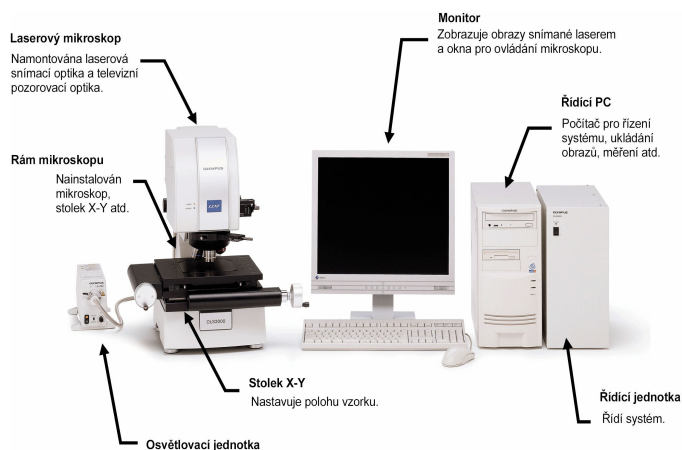 Monitor
Zobrazuje obrazy snímané laserem
a okna pro ovládání mikroskopu.
Laserový mikroskop
Namontována laserová
snímací optika a televizní
pozorovací optika.
Řídící PC
Počítač pro řízení
systému, ukládání
obrazů, měření atd.
Rám mikroskopu
Nainstalován
mikroskop,
stolek X-Y atd.
OLYMPUS
LEXT
OLYMPUS
OLS3000
Stolek X-Y
Nastavuje polohu vzorku.
Řídící jednotka
Řídí systém.
Osvětlovací jednotka